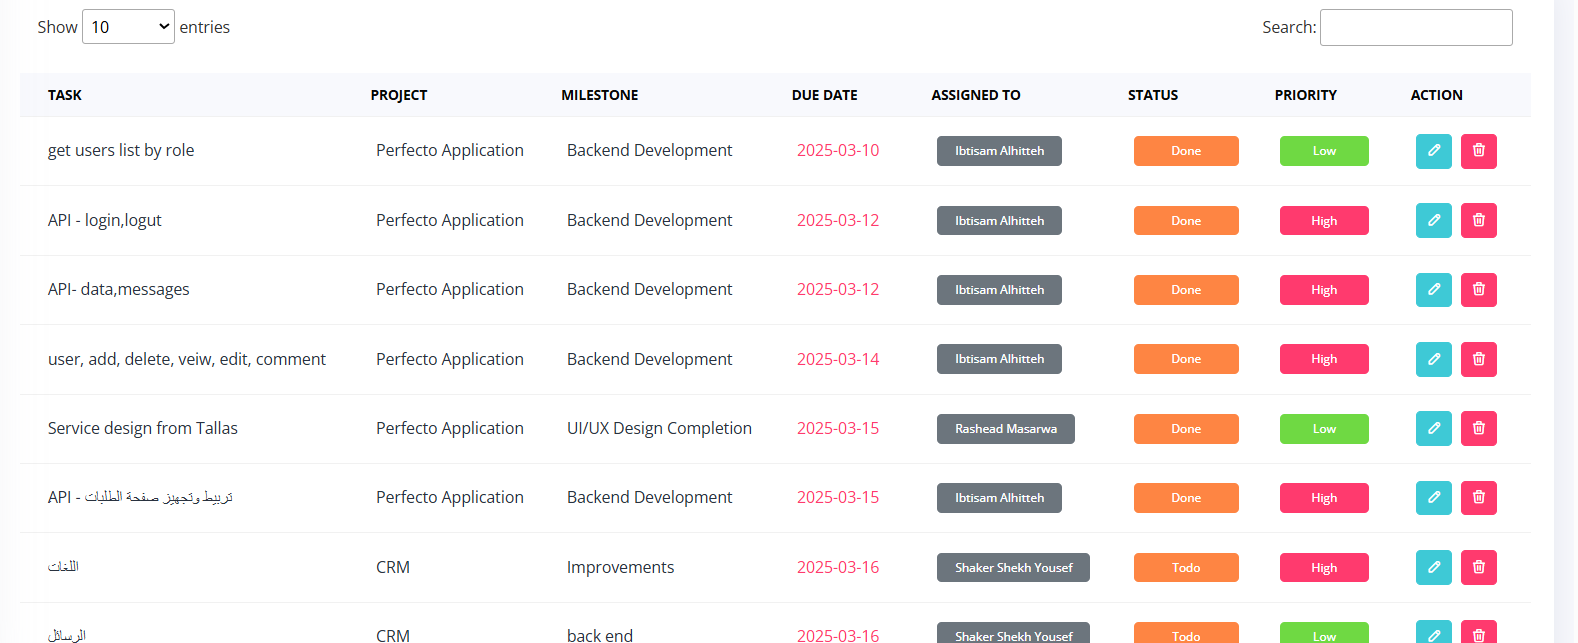 Show 10 entries Search:
TASK PROJECT MILESTONE DUE DATE ASSIGNED TO STATUS PRIORITY ACTION
get users list by role Perfecto Application Backend Development 2025-03-10 Ibtisam Alhitteh Done Low
API - login,logut Perfecto Application Backend Development 2025-03-12 Ibtisam Alhitteh Done High
API- data,messages Perfecto Application Backend Development 2025-03-12 Ibtisam Alhitteh Done High
user, add, delete, veiw, edit, comment Perfecto Application Backend Development 2025-03-14 Ibtisam Alhitteh Done High
Service design from Tallas Perfecto Application UI/UX Design Completion 2025-03-15 Rashead Masarwa Done Low
API - تربيط وتجهيز صفحة الطلبات Perfecto Application Backend Development 2025-03-15 Ibtisam Alhitteh Done High
اللغات CRM Improvements 2025-03-16 Shaker Shekh Yousef Todo High
الرسائل CRM back end 2025-03-16 Shaker Shekh Yousef Todo Low